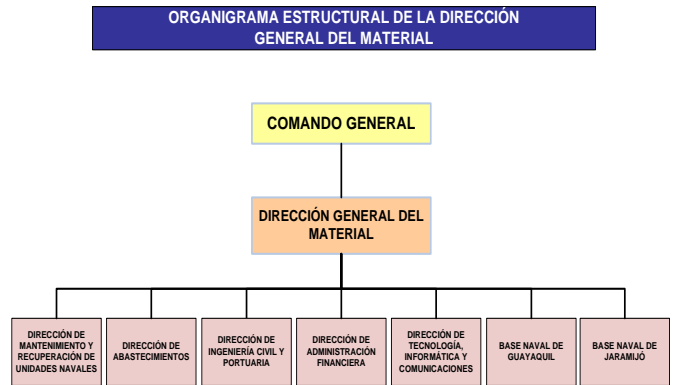 ORGANIGRAMA ESTRUCTURAL DE LA DIRECCIÓN
GENERAL DEL MATERIAL
COMANDO GENERAL
DIRECCIÓN GENERAL DEL
MATERIAL
DIRECCIÓN DE
MANTENIMIENTO Y
RECUPERACIÓN DE
UNIDADES NAVALES
DIRECCIÓN DE
ABASTECIMIENTOS
DIRECCIÓN DE
INGENIERÍA CIVIL Y
PORTUARIA
DIRECCIÓN DE
ADMINISTRACIÓN
FINANCIERA
DIRECCIÓN DE
TECNOLOGÍA,
INFORMÁTICA Y
COMUNICACIONES
BASE NAVAL DE
GUAYAQUIL
BASE NAVAL DE
JARAMIJÓ